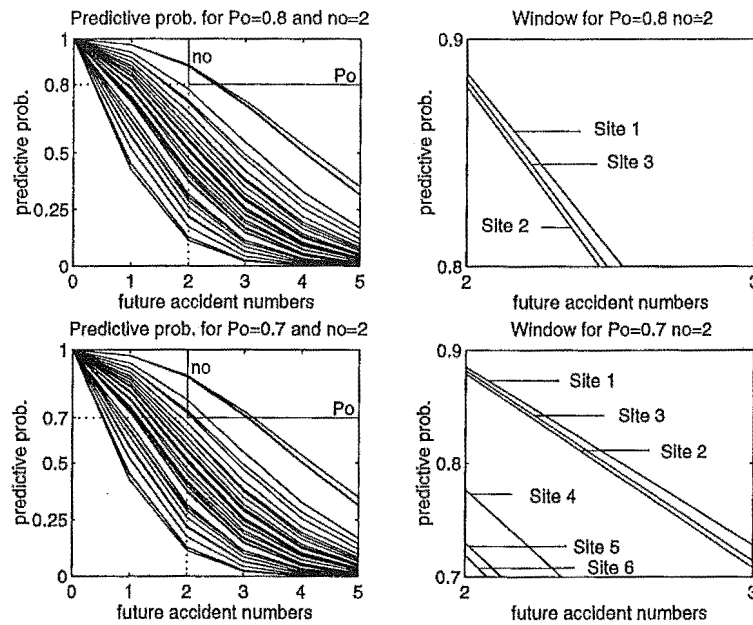 Predictive prob. for Po=0.8 and no=2
predictive prob.
1
0.8
0.5
0.25
0
no
Po
0 1 2 3 4 5
future accident numbers
Window for Po=0.8 no=2
predictive prob.
0.9
0.8
Site 1
Site 3
Site 2
2 3
future accident numbers
Predictive prob. for Po=0.7 and no=2
predictive prob.
1
0.7
0.5
0.25
0
no
Po
0 1 2 3 4 5
future accident numbers
Window for Po=0.7 no=2
predictive prob.
0.9
0.8
0.7
Site 1
Site 3
Site 2
Site 4
Site 5
Site 6
2 3
future accident numbers